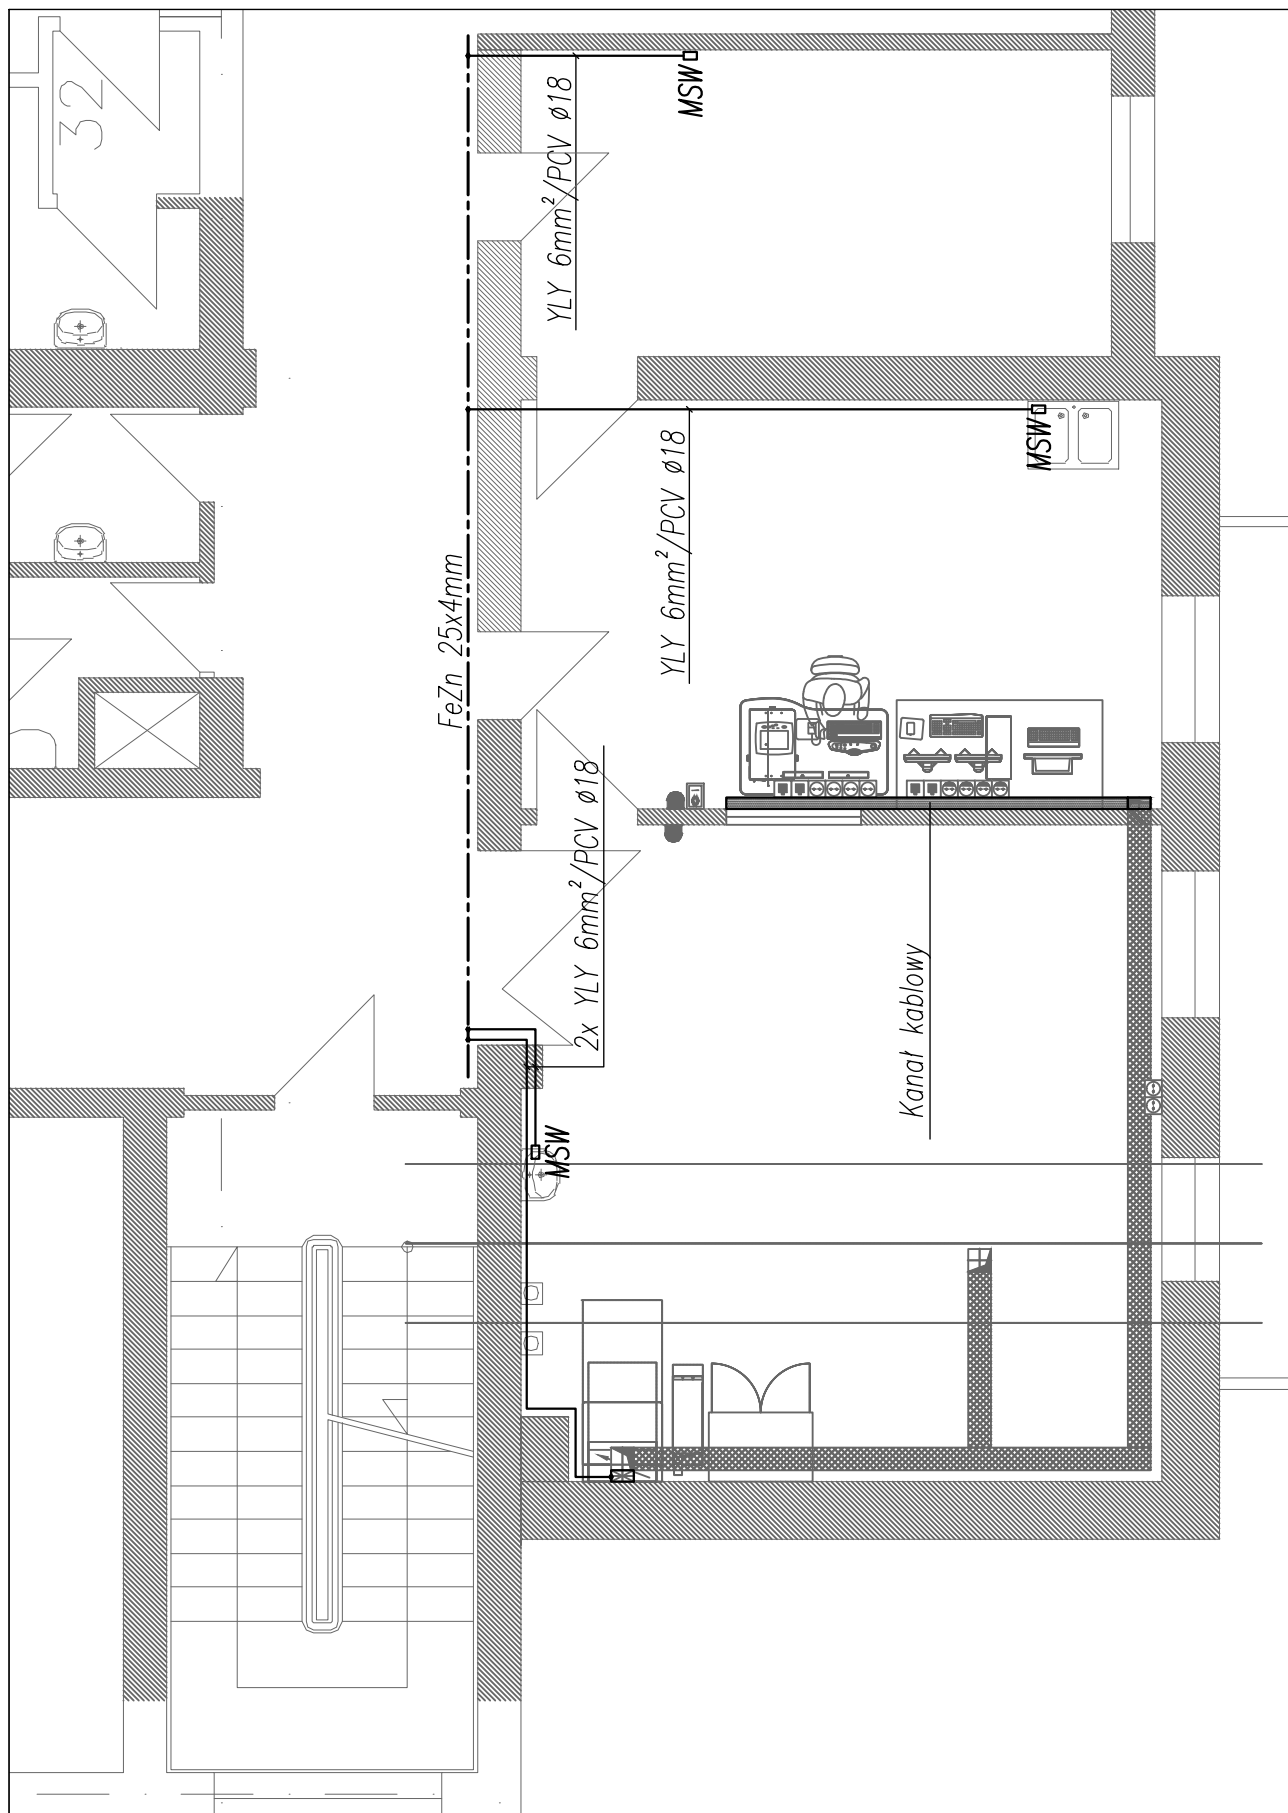 32
YLY 6mm²/PCV ø18
MSW
FeZn 25x4mm
YLY 6mm²/PCV ø18
MSW
2x YLY 6mm²/PCV ø18
Kanał kablowy
MSW